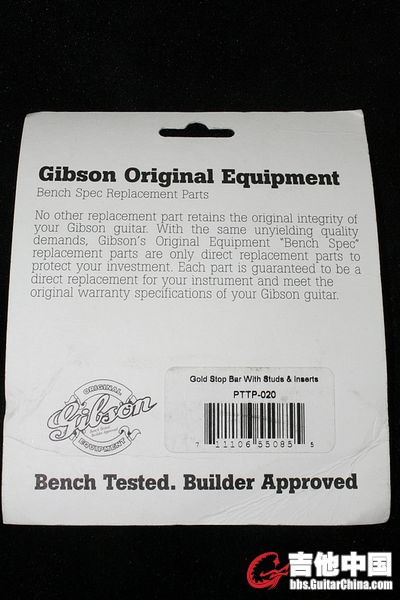 Gibson Original Equipment
Bench Spec Replacement Parts
No other replacement part retains the original integrity of
your Gibson guitar. With the same unyielding quality
demands, Gibson's Original Equipment "Bench Spec"
replacement parts are only direct replacement parts to
protect your investment. Each part is guaranteed to be a
direct replacement for your instrument and meet the
original warranty specifications of your Gibson guitar.
Gold Stop Bar With Studs & Inserts
PTTP-020
7 11106 55085 5
ORIGINAL
Gibson
EQUIPMENT
Bench Tested. Builder Approved
吉他中国
bbs.GuitarChina.com